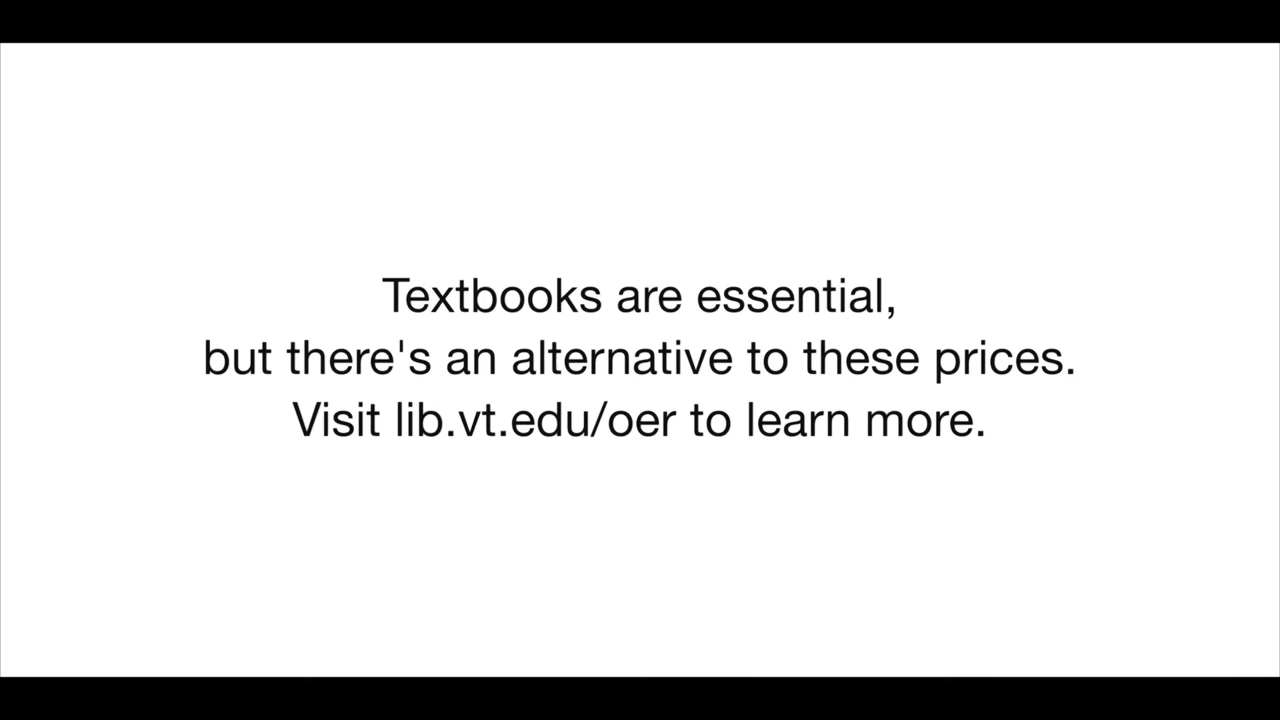 Textbooks are essential,
but there's an alternative to these prices.
Visit lib.vt.edu/oer to learn more.